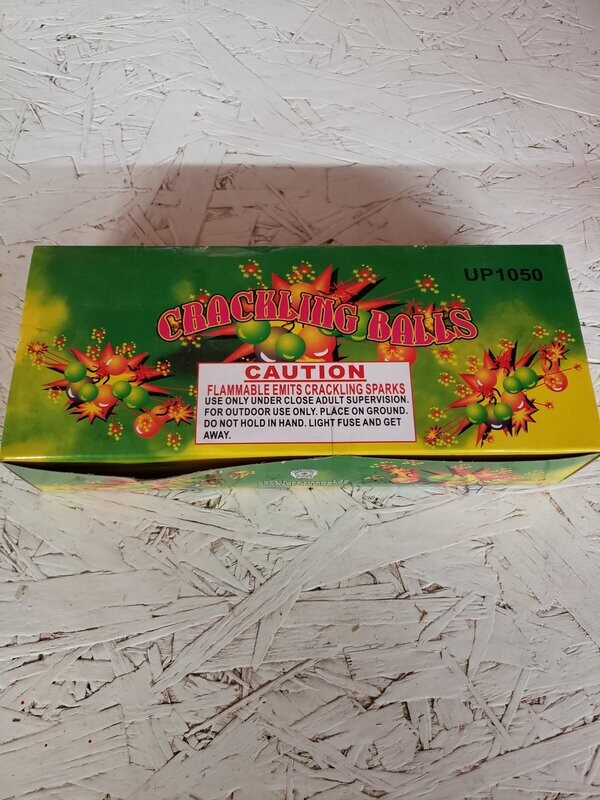 UP1050
CRACKLING BALLS
CAUTION
FLAMMABLE EMITS CRACKLING SPARKS
USE ONLY UNDER CLOSE ADULT SUPERVISION.
FOR OUTDOOR USE ONLY. PLACE ON GROUND.
DO NOT HOLD IN HAND. LIGHT FUSE AND GET
AWAY.